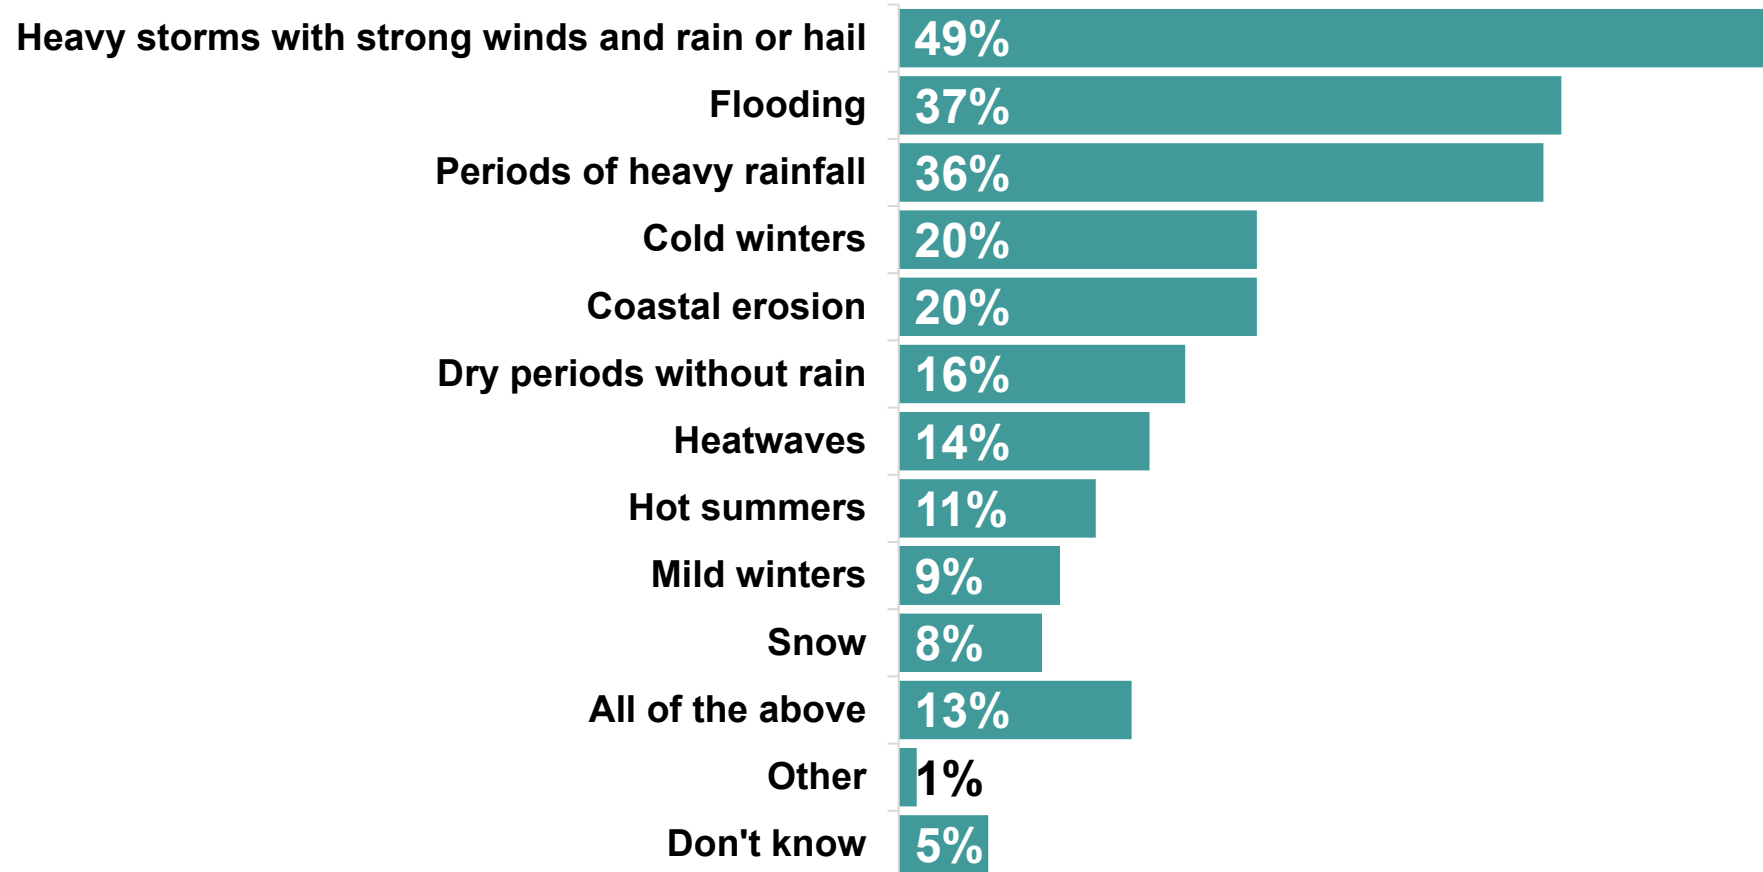 Heavy storms with strong winds and rain or hail 49%
Flooding 37%
Periods of heavy rainfall 36%
Cold winters 20%
Coastal erosion 20%
Dry periods without rain 16%
Heatwaves 14%
Hot summers 11%
Mild winters 9%
Snow 8%
All of the above 13%
Other 1%
Don't know 5%